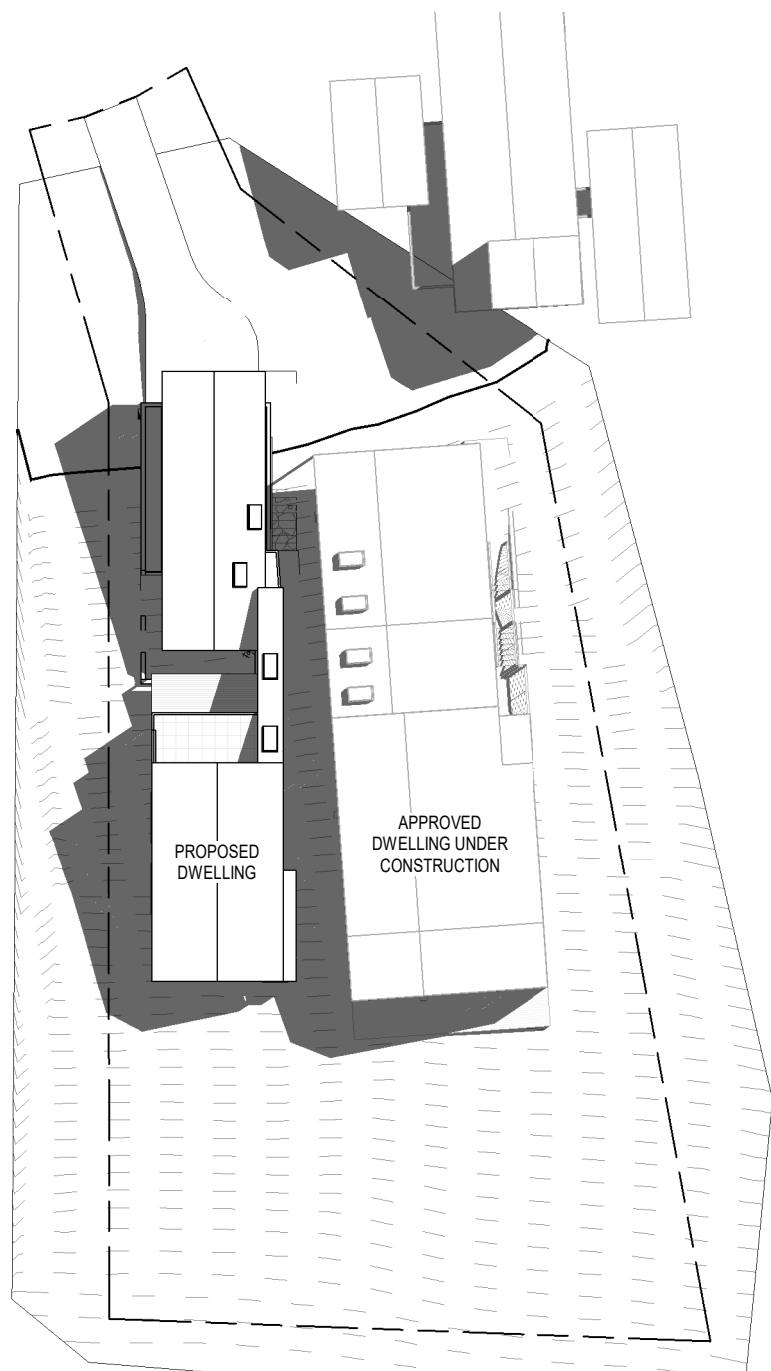 PROPOSED
DWELLING
APPROVED
DWELLING UNDER
CONSTRUCTION